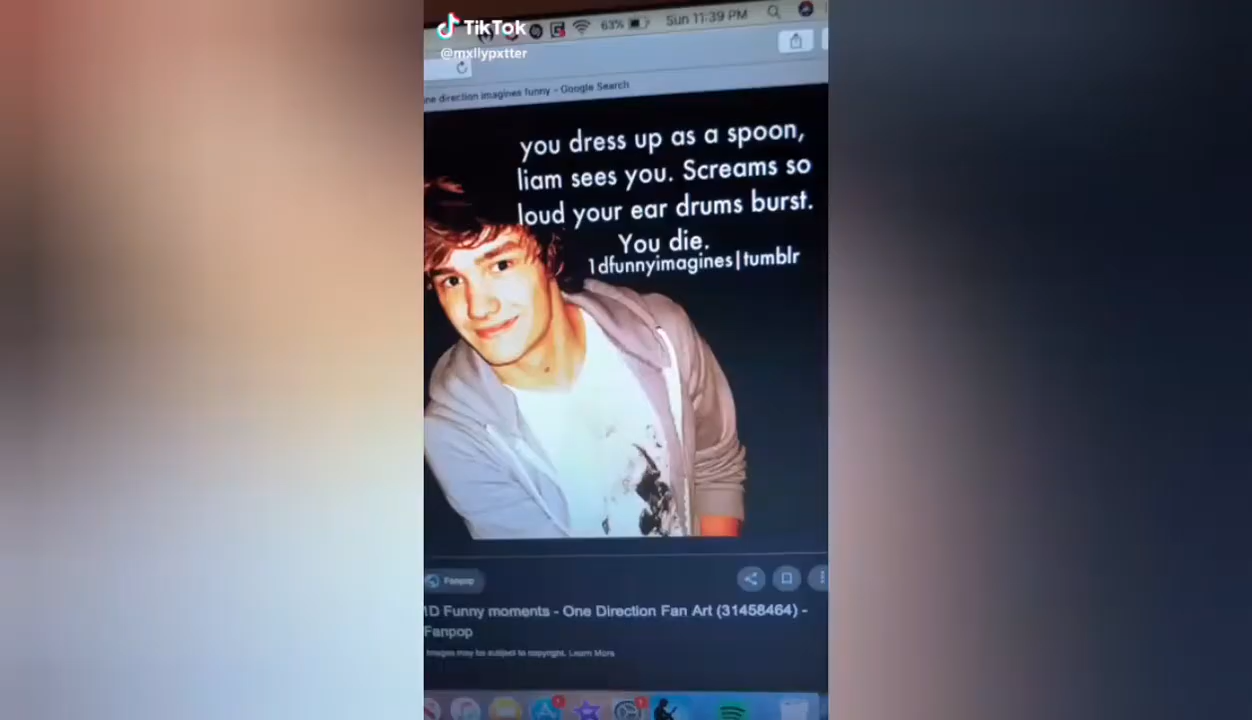 TikTok
@mxllypxtter
63%
Sun 11:39 PM
ne direction imagines funny - Google Search
you dress up as a spoon,
liam sees you. Screams so
loud your ear drums burst.
You die.
1dfunnyimagines|tumblr
Fanpop
1D Funny moments - One Direction Fan Art (31458464) -
Fanpop
Images may be subject to copyright. Learn More